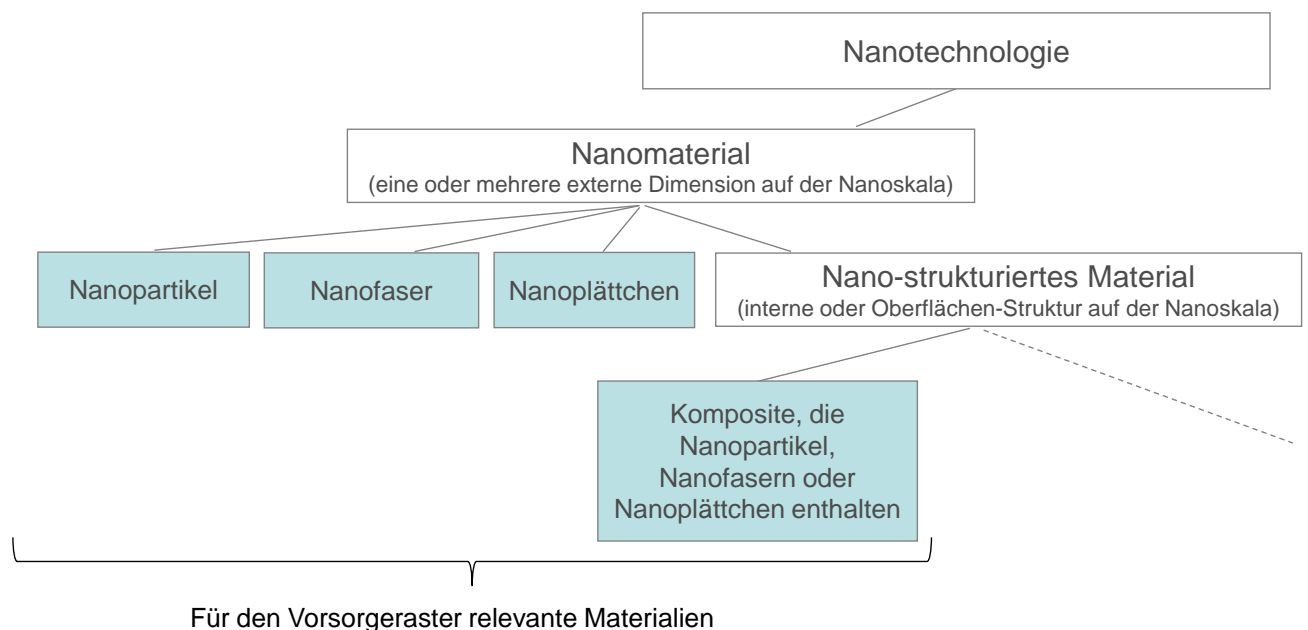 Nanotechnologie
Nanomaterial
(eine oder mehrere externe Dimension auf der Nanoskala)
Nanopartikel
Nanofaser
Nanoplättchen
Nano-strukturiertes Material
(interne oder Oberflächen-Struktur auf der Nanoskala)
Komposite, die
Nanopartikel,
Nanofasern oder
Nanoplättchen enthalten
Für den Vorsorgeraster relevante Materialien